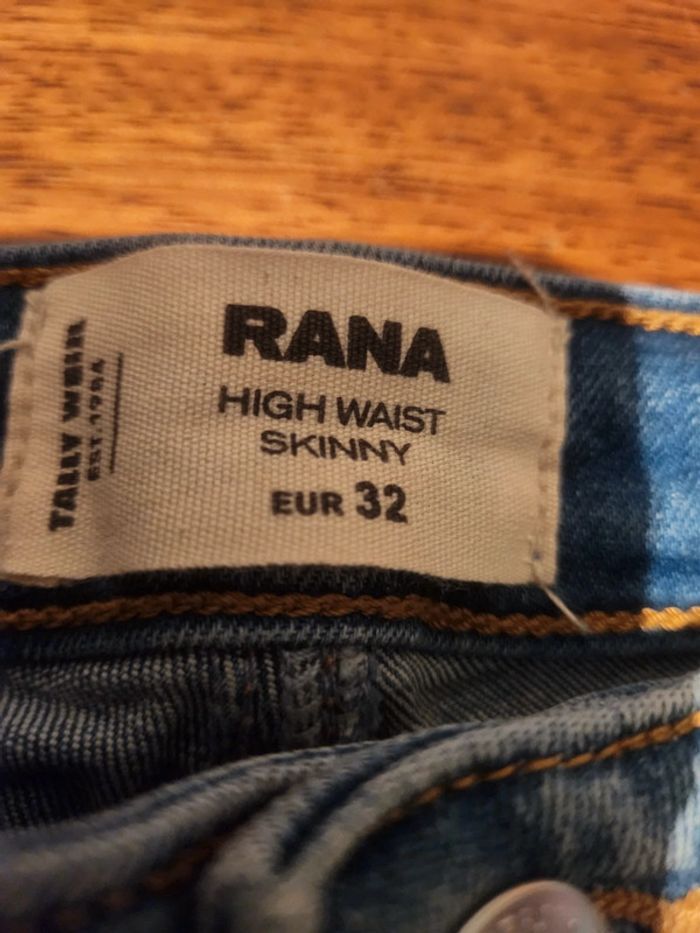 RANA
HIGH WAIST
SKINNY
EUR 32
TALLY WEIJL
EST.1984